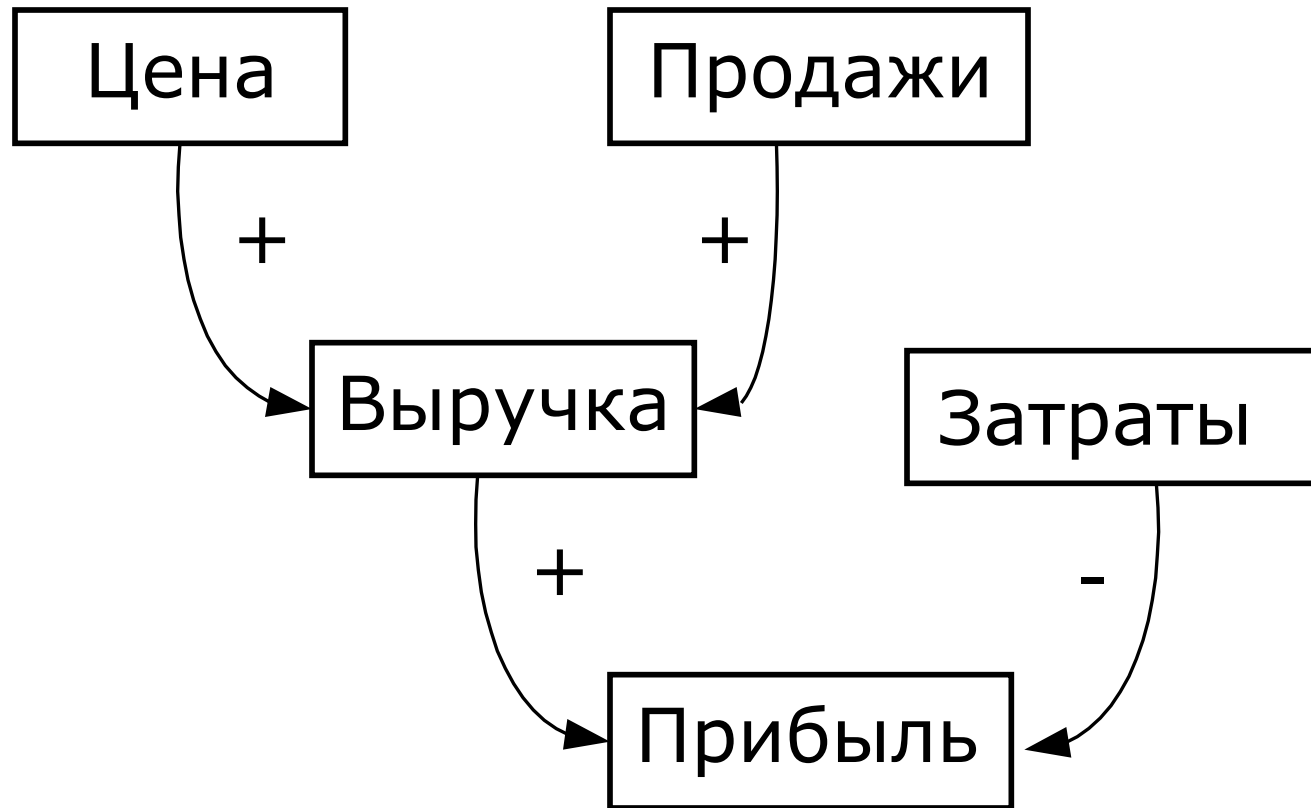 Цена
Продажи
+
+
Выручка
Затраты
+
-
Прибыль